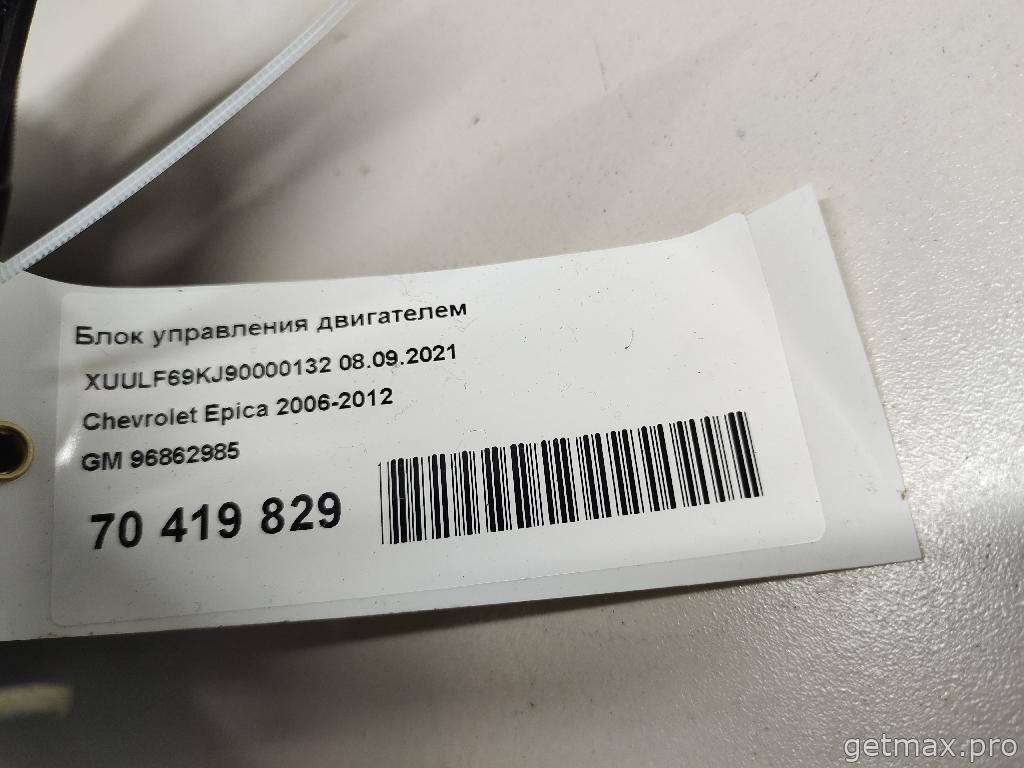 Блок управления двигателем
XUULF69KJ90000132 08.09.2021
Chevrolet Epica 2006-2012
GM 96862985
70 419 829
getmax.pro